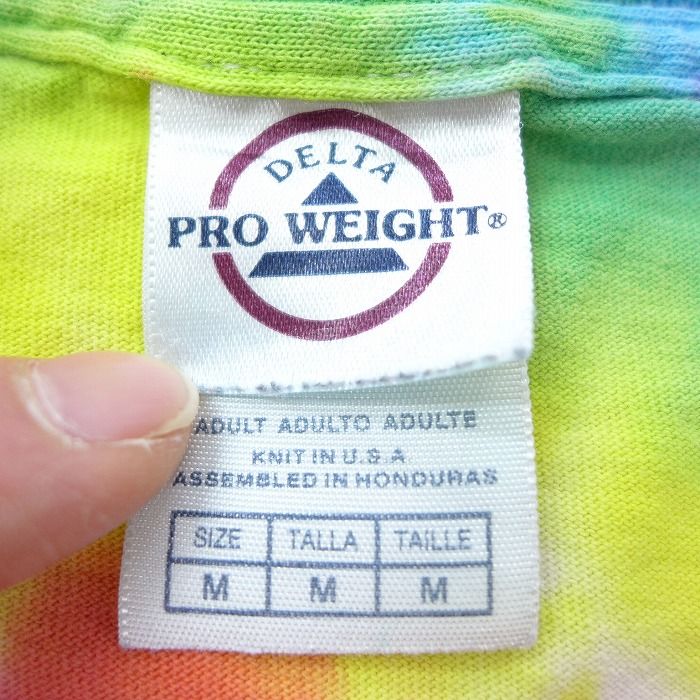 DELTA
PRO WEIGHT®
ADULT ADULTO ADULTE
KNIT IN U.S.A
ASSEMBLED IN HONDURAS
SIZE TALLA TAILLE
M M M